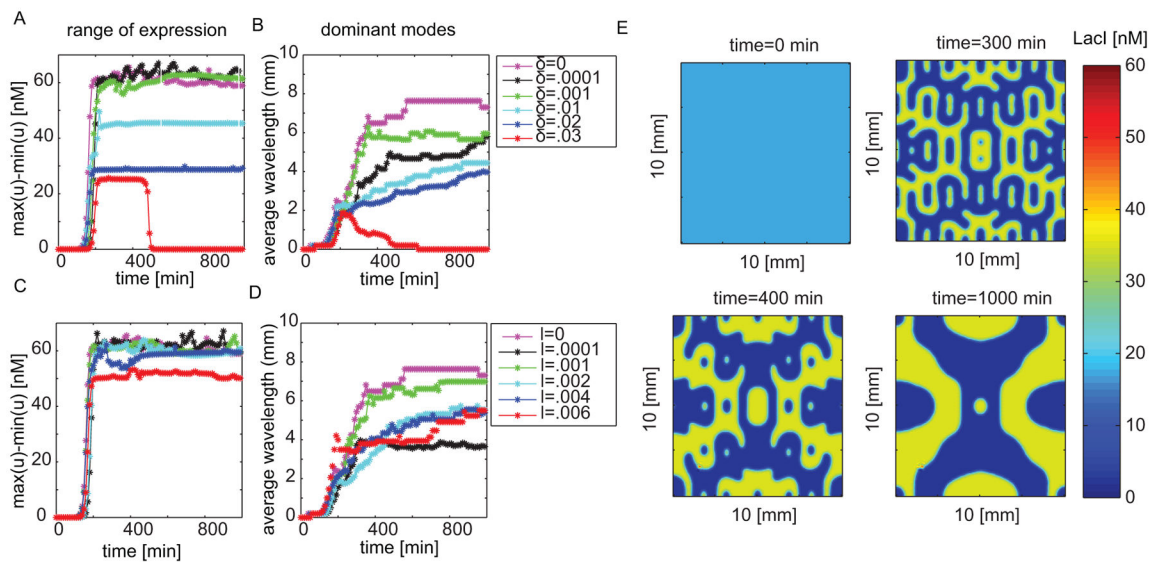 A
range of expression
max(u)-min(u) [nM]
60
40
20
0
0
400
800
time [min]
B
dominant modes
average wavelength (mm)
10
8
6
4
2
0
0
400
800
time [min]
δ=0
δ=.0001
δ=.001
δ=.01
δ=.02
δ=.03
C
max(u)-min(u) [nM]
60
40
20
0
0
400
800
time [min]
D
average wavelength (mm)
10
8
6
4
2
0
0
400
800
time [min]
l=0
l=.0001
l=.001
l=.002
l=.004
l=.006
E
time=0 min
10 [mm]
10 [mm]
time=300 min
10 [mm]
10 [mm]
time=400 min
10 [mm]
10 [mm]
time=1000 min
10 [mm]
10 [mm]
LacI [nM]
60
50
40
30
20
10
0